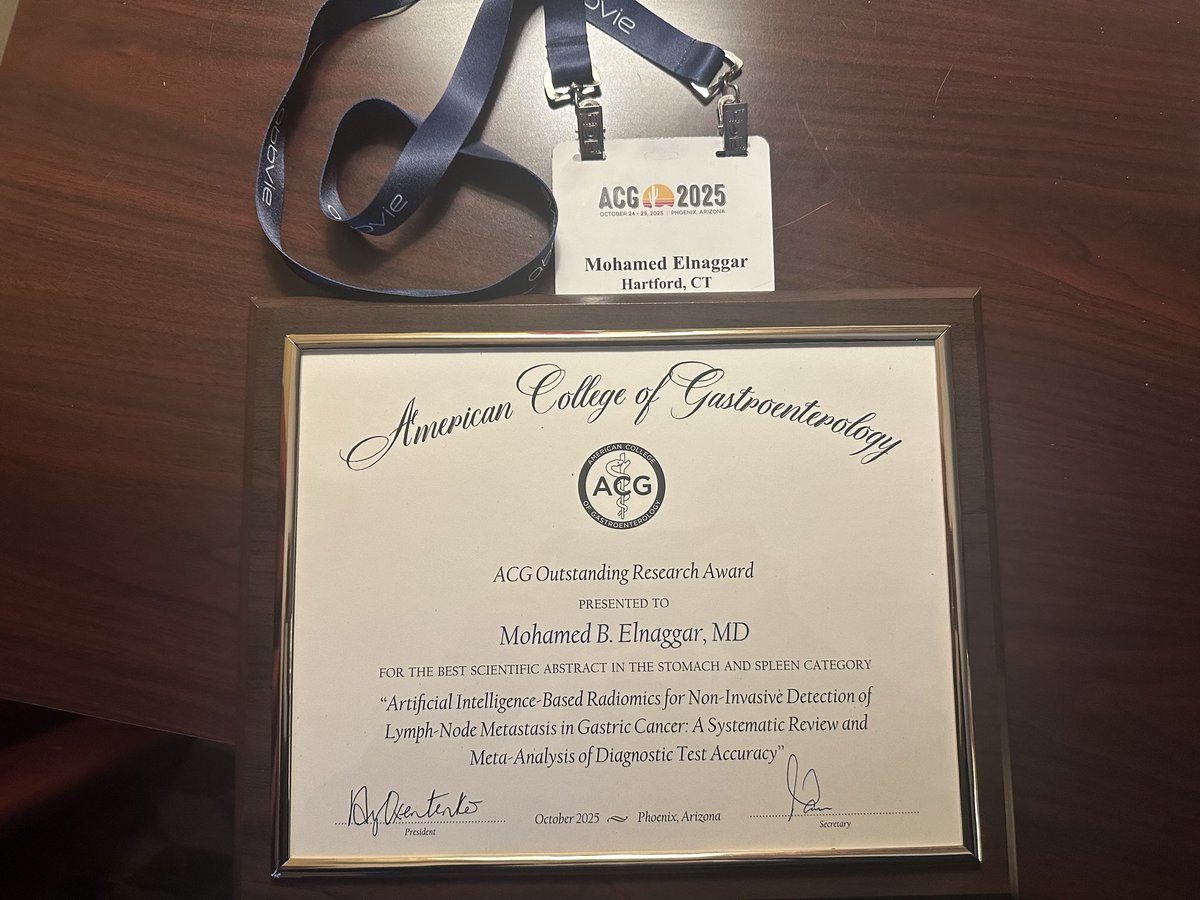 abbvie
ACG 2025
OCTOBER 24 - 29, 2025 | PHOENIX, ARIZONA
Mohamed Elnaggar
Hartford, CT
American College of Gastroenterology
AMERICAN COLLEGE
ACG
OF GASTROENTEROLOGY
ACG Outstanding Research Award
PRESENTED TO
Mohamed B. Elnaggar, MD
FOR THE BEST SCIENTIFIC ABSTRACT IN THE STOMACH AND SPLEEN CATEGORY
“Artificial Intelligence-Based Radiomics for Non-Invasive Detection of
Lymph-Node Metastasis in Gastric Cancer: A Systematic Review and
Meta-Analysis of Diagnostic Test Accuracy”
President
October 2025 Phoenix, Arizona
Secretary